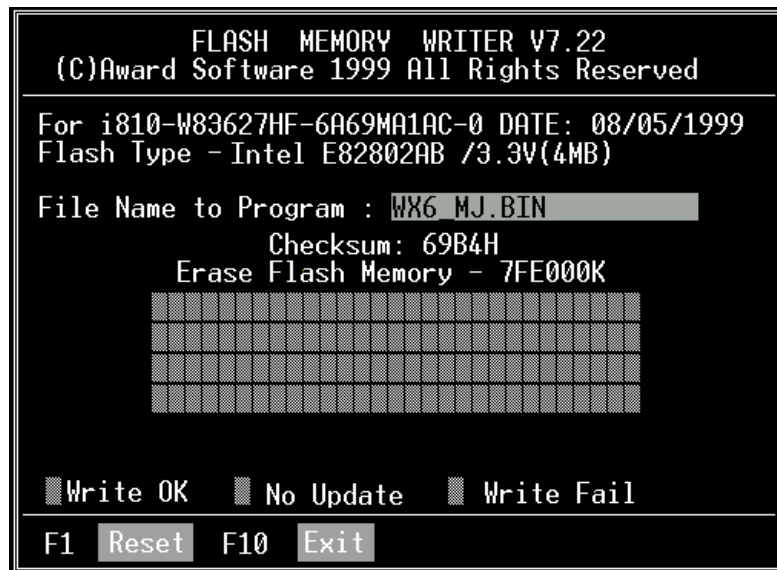 FLASH MEMORY WRITER V7.22
(C)Award Software 1999 All Rights Reserved
For i810-W83627HF-6A69MA1AC-0 DATE: 08/05/1999
Flash Type - Intel E82802AB /3.3V(4MB)
File Name to Program : WX6_MJ.BIN
Checksum: 69B4H
Erase Flash Memory - 7FE000K
Write OK No Update Write Fail
F1 Reset F10 Exit